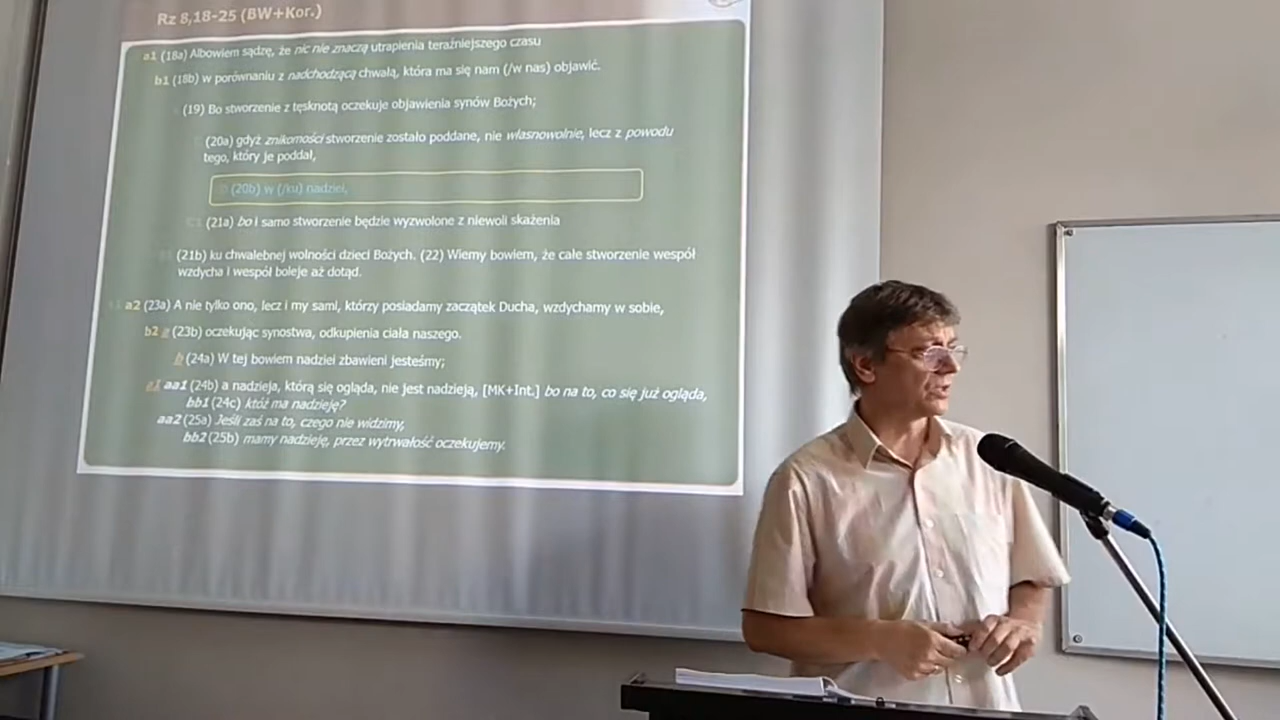 Rz 8,18-25 (BW+Kor.)
a1 (18a) Albowiem sądzę, że nic nie znaczą utrapienia teraźniejszego czasu
b1 (18b) w porównaniu z nadchodzącą chwałą, która ma się nam (/w nas) objawić.
(19) Bo stworzenie z tęsknotą oczekuje objawienia synów Bożych;
(20a) gdyż znikomości stworzenie zostało poddane, nie własnowolnie, lecz z powodu
tego, który je poddał,
(20b) w (/ku) nadziei,
(21a) bo i samo stworzenie będzie wyzwolone z niewoli skażenia
(21b) ku chwalebnej wolności dzieci Bożych. (22) Wiemy bowiem, że całe stworzenie wespół
wzdycha i wespół boleje aż dotąd.
a2 (23a) A nie tylko ono, lecz i my sami, którzy posiadamy zaczątek Ducha, wzdychamy w sobie,
b2 a (23b) oczekując synostwa, odkupienia ciała naszego.
b (24a) W tej bowiem nadziei zbawieni jesteśmy;
aa1 (24b) a nadzieja, którą się ogląda, nie jest nadzieją, [MK+Int.] bo na to, co się już ogląda,
bb1 (24c) któż ma nadzieję?
aa2 (25a) Jeśli zaś na to, czego nie widzimy,
bb2 (25b) mamy nadzieję, przez wytrwałość oczekujemy.